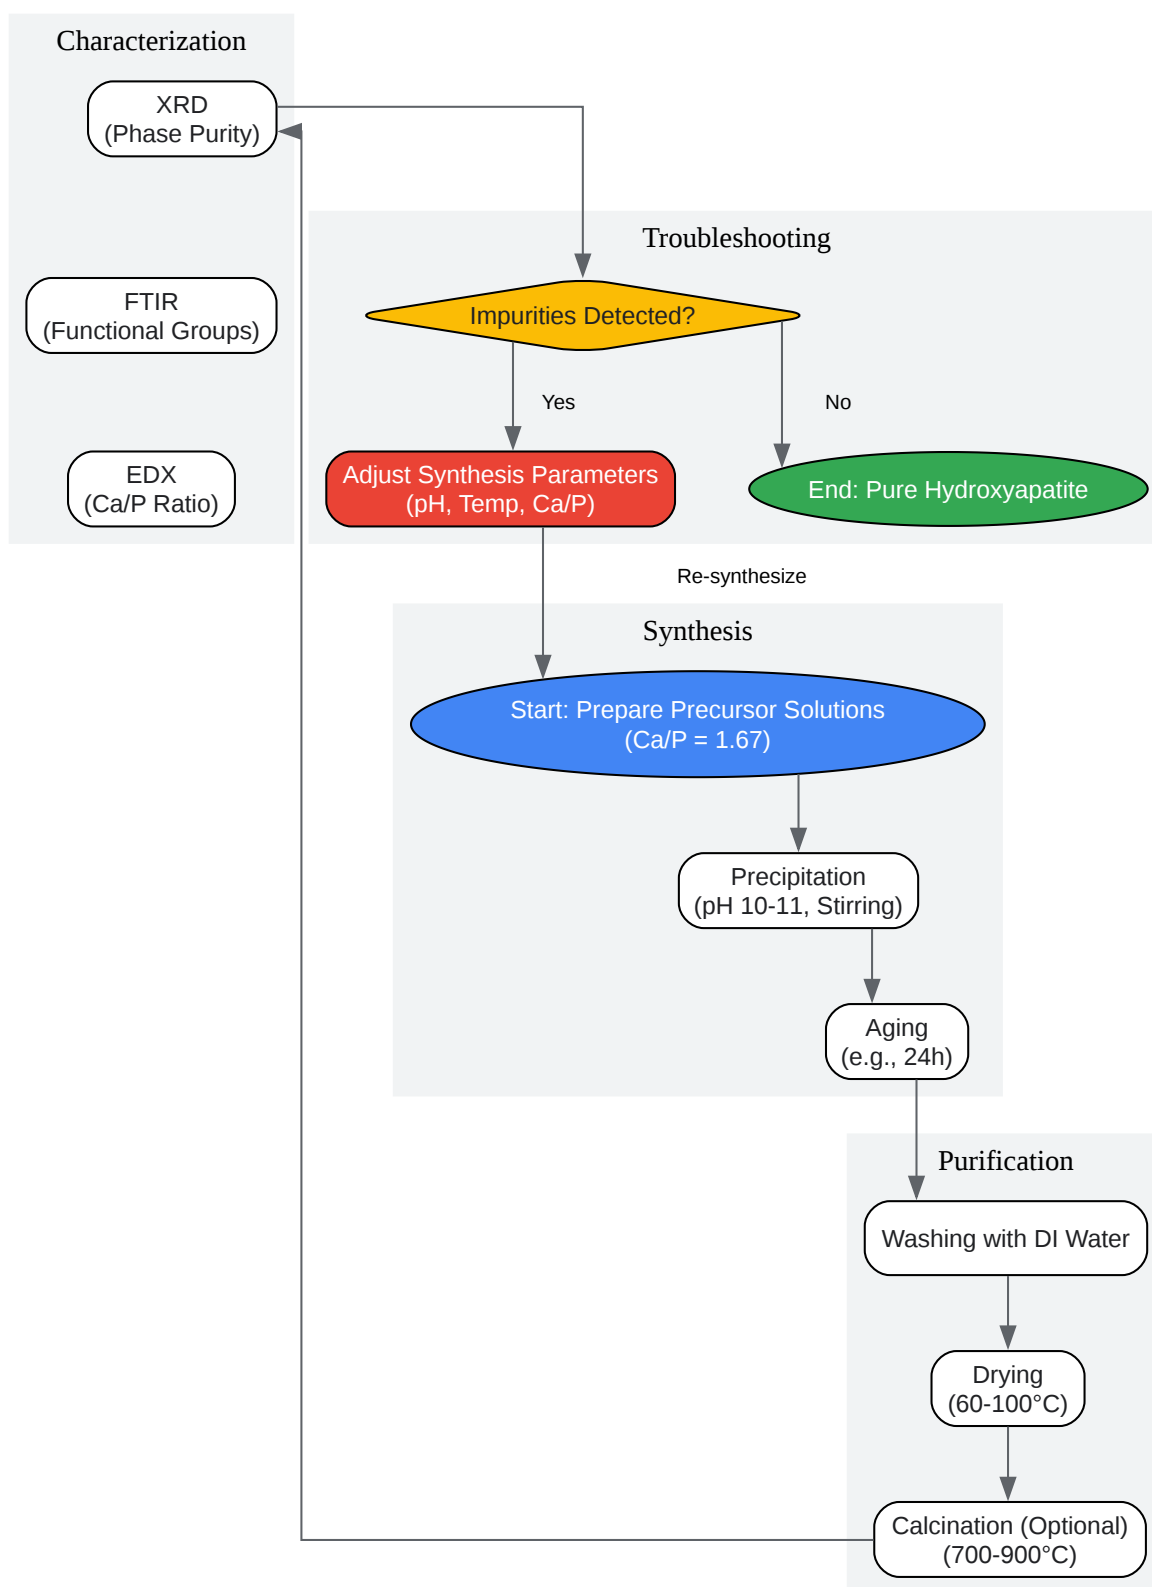 Characterization
XRD
(Phase Purity)
FTIR
(Functional Groups)
EDX
(Ca/P Ratio)
Troubleshooting
Impurities Detected?
Yes
No
Adjust Synthesis Parameters
(pH, Temp, Ca/P)
End: Pure Hydroxyapatite
Re-synthesize
Synthesis
Start: Prepare Precursor Solutions
(Ca/P = 1.67)
Precipitation
(pH 10-11, Stirring)
Aging
(e.g., 24h)
Purification
Washing with DI Water
Drying
(60-100°C)
Calcination (Optional)
(700-900°C)